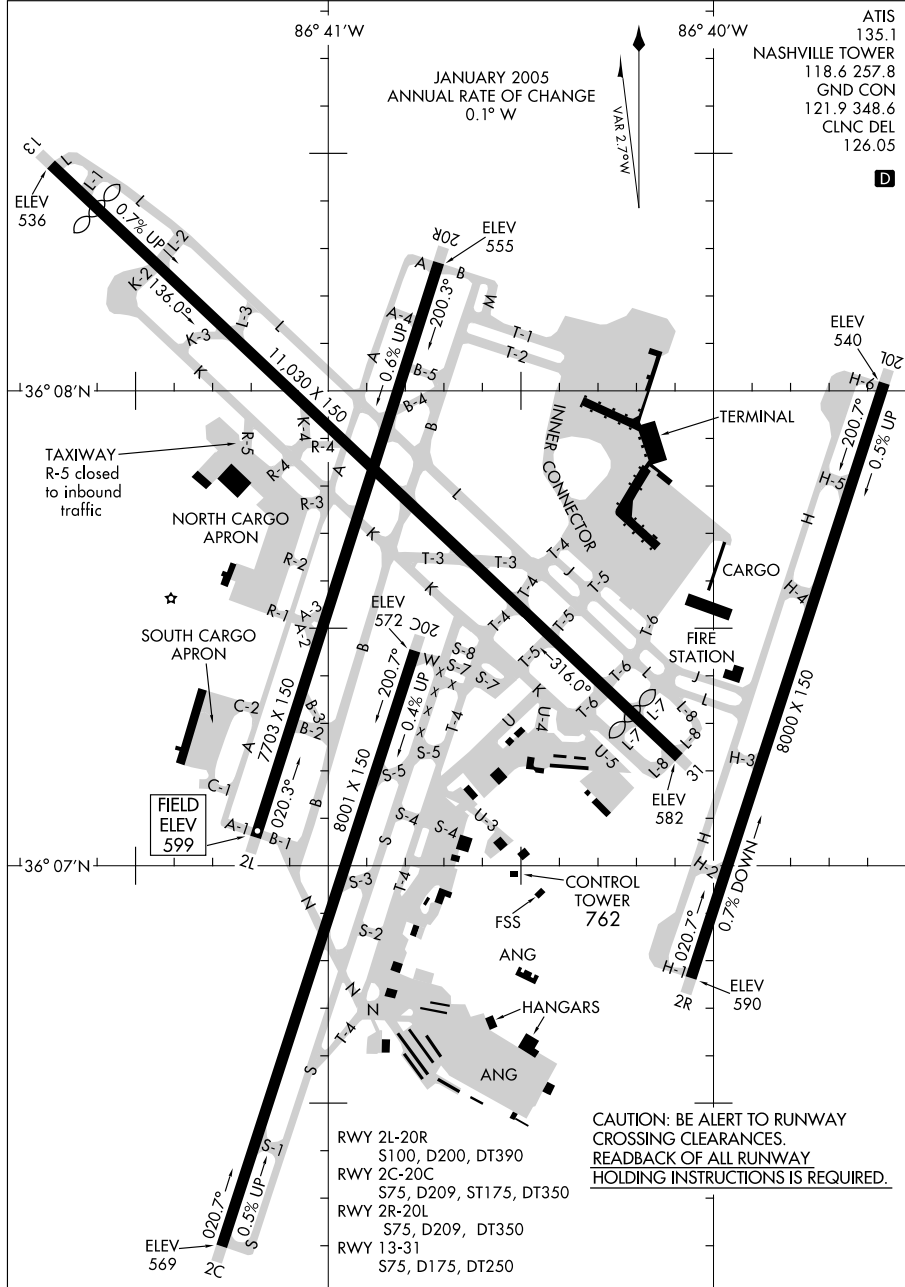 86° 41'W
86° 40'W
ATIS
135.1
NASHVILLE TOWER
118.6 257.8
GND CON
121.9 348.6
CLNC DEL
126.05
D
JANUARY 2005
ANNUAL RATE OF CHANGE
0.1° W
VAR 2.7°W
13
L
L-1
L
ELEV
536
0.7% UP
L-2
20R
ELEV
555
A
B
K-2
136.0°
200.3°
W
L-3
A-4
L
T-1
K-3
A
0.6% UP
T-2
ELEV
540
20L
K
11,030 X 150
B-5
36° 08'N
H-6
B-4
200.7°
0.5% UP
TERMINAL
INNER CONNECTOR
K-4
R-4
B
TAXIWAY
R-5 closed
to inbound
traffic
R-5
R-4
A
H-5
L
R-3
H
NORTH CARGO
APRON
K
T-4
R-2
T-3
T-3
J
CARGO
T-5
K
T-4
H-4
ELEV
572
20C
R-1
A-3
T-4
T-5
T-6
A-2
S-8
FIRE
STATION
SOUTH CARGO
APRON
B
W
S-7
T-5
316.0°
200.7°
S-7
T-6
L
J
K
L
C-2
0.4% UP
X
X
X
X
X
T-6
L-7
L-8
8000 X 150
B-3
T-4
U
U-4
L-7
L-8
B-2
A
7703 X 150
S-5
U-5
H-3
S-5
L-8
31
C-1
020.3°
B
8001 X 150
FIELD
ELEV
599
A-1
B-1
S-4
S-4
U-3
ELEV
582
H
2L
S
36° 07'N
H-2
N
S-3
T-4
CONTROL
TOWER
762
0.7% DOWN
020.7°
FSS
S-2
ANG
H-1
ELEV
590
2R
N
N
HANGARS
T-4
S
ANG
RWY 2L-20R
S100, D200, DT390
RWY 2C-20C
S75, D209, ST175, DT350
RWY 2R-20L
S75, D209, DT350
RWY 13-31
S75, D175, DT250
CAUTION: BE ALERT TO RUNWAY
CROSSING CLEARANCES.
READBACK OF ALL RUNWAY
HOLDING INSTRUCTIONS IS REQUIRED.
S-1
020.7°
0.5% UP
ELEV
569
S
2C